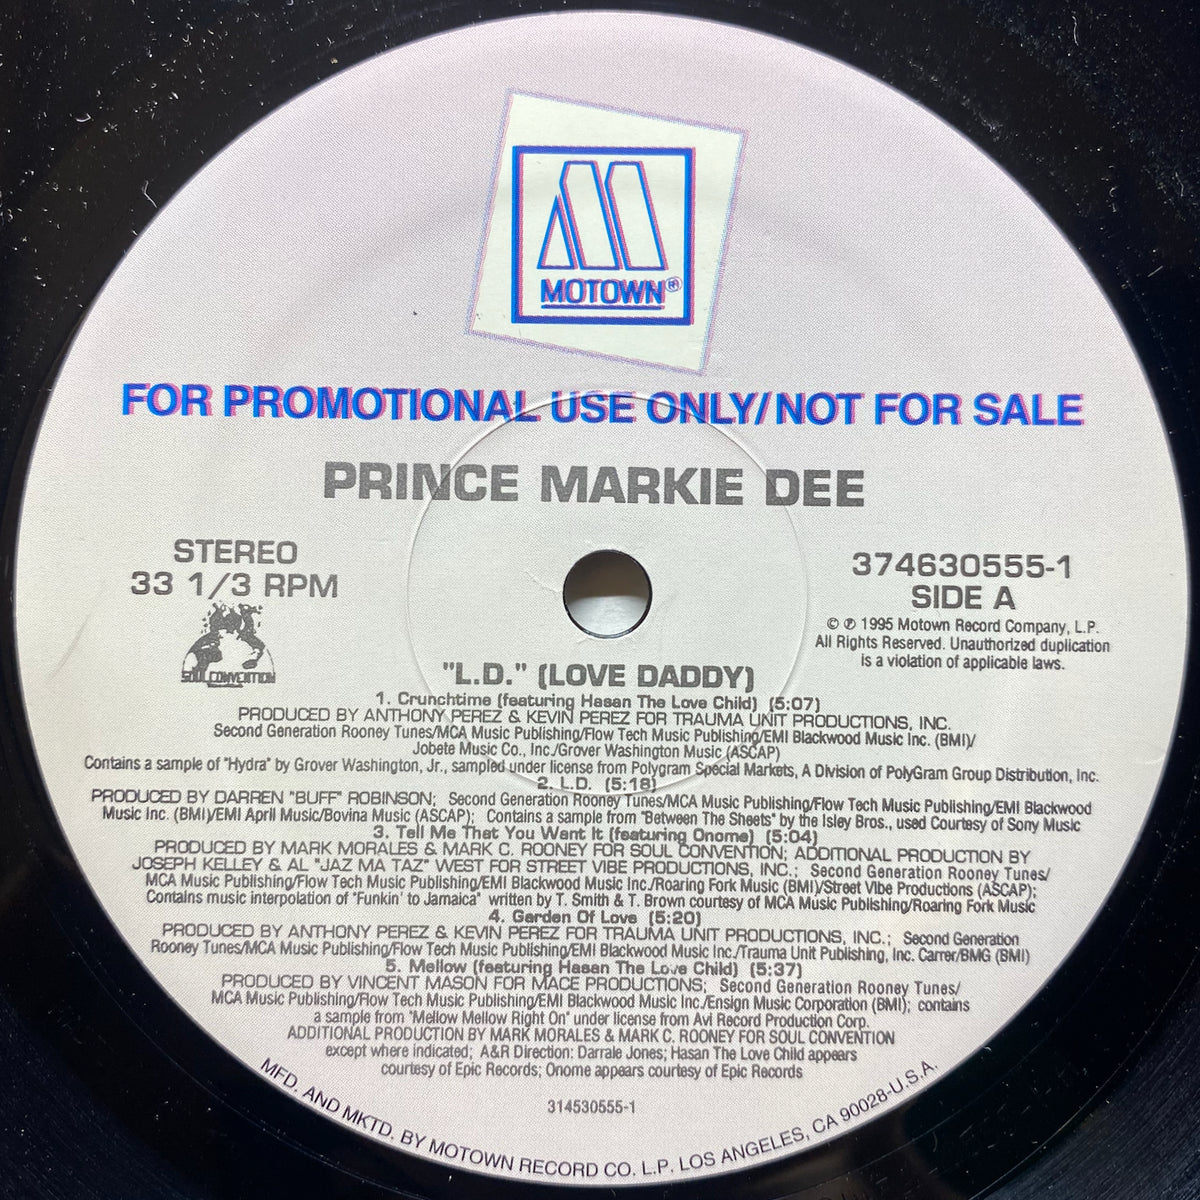 MOTOWN®
FOR PROMOTIONAL USE ONLY/NOT FOR SALE
PRINCE MARKIE DEE
STEREO
33 1/3 RPM
SOUL CONVENTION
374630555-1
SIDE A
© ℗ 1995 Motown Record Company, L.P.
All Rights Reserved. Unauthorized duplication
is a violation of applicable laws.
"L.D." (LOVE DADDY)
1. Crunchtime (featuring Hasan The Love Child) (5:07)
PRODUCED BY ANTHONY PEREZ & KEVIN PEREZ FOR TRAUMA UNIT PRODUCTIONS, INC.
Second Generation Rooney Tunes/MCA Music Publishing/Flow Tech Music Publishing/EMI Blackwood Music Inc. (BMI)/
Jobete Music Co., Inc./Grover Washington Music (ASCAP)
Contains a sample of "Hydra" by Grover Washington, Jr., sampled under license from Polygram Special Markets, A Division of PolyGram Group Distribution, Inc.
2. L.D. (5:18)
PRODUCED BY DARREN "BUFF" ROBINSON; Second Generation Rooney Tunes/MCA Music Publishing/Flow Tech Music Publishing/EMI Blackwood
Music Inc. (BMI)/EMI April Music/Bovina Music (ASCAP); Contains a sample from "Between The Sheets" by the Isley Bros., used Courtesy of Sony Music
3. Tell Me That You Want It (featuring Onome) (5:04)
PRODUCED BY MARK MORALES & MARK C. ROONEY FOR SOUL CONVENTION; ADDITIONAL PRODUCTION BY
JOSEPH KELLEY & AL "JAZ MA TAZ" WEST FOR STREET VIBE PRODUCTIONS, INC.; Second Generation Rooney Tunes/
MCA Music Publishing/Flow Tech Music Publishing/EMI Blackwood Music Inc./Roaring Fork Music (BMI)/Street Vibe Productions (ASCAP);
Contains music interpolation of "Funkin' to Jamaica" written by T. Smith & T. Brown courtesy of MCA Music Publishing/Roaring Fork Music
4. Garden Of Love (5:20)
PRODUCED BY ANTHONY PEREZ & KEVIN PEREZ FOR TRAUMA UNIT PRODUCTIONS, INC.; Second Generation
Rooney Tunes/MCA Music Publishing/Flow Tech Music Publishing/EMI Blackwood Music Inc./Trauma Unit Publishing, Inc. Carrer/BMG (BMI)
5. Mellow (featuring Hasan The Love Child) (5:37)
PRODUCED BY VINCENT MASON FOR MACE PRODUCTIONS; Second Generation Rooney Tunes/
MCA Music Publishing/Flow Tech Music Publishing/EMI Blackwood Music Inc./Ensign Music Corporation (BMI); contains
a sample from "Mellow Mellow Right On" under license from Avi Record Production Corp.
ADDITIONAL PRODUCTION BY MARK MORALES & MARK C. ROONEY FOR SOUL CONVENTION
except where indicated; A&R Direction: Darrale Jones; Hasan The Love Child appears
courtesy of Epic Records; Onome appears courtesy of Epic Records
314530555-1
MFD. AND MKTD. BY MOTOWN RECORD CO. L.P. LOS ANGELES, CA 90028-U.S.A.